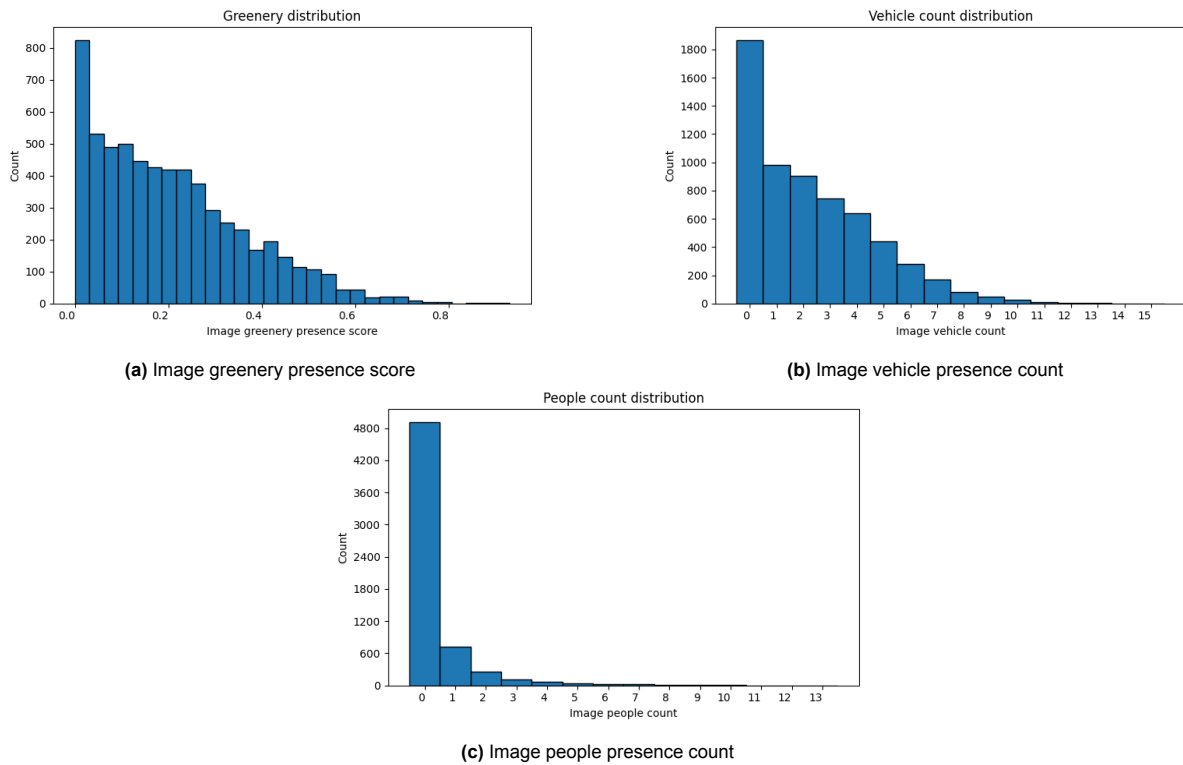 Greenery distribution
800
700
600
500
400
300
200
100
0
Count
0.0 0.2 0.4 0.6 0.8
Image greenery presence score
(a) Image greenery presence score
Vehicle count distribution
1800
1600
1400
1200
1000
800
600
400
200
0
Count
0 1 2 3 4 5 6 7 8 9 10 11 12 13 14 15
Image vehicle count
(b) Image vehicle presence count
People count distribution
4800
4200
3600
3000
2400
1800
1200
600
0
Count
0 1 2 3 4 5 6 7 8 9 10 11 12 13
Image people count
(c) Image people presence count